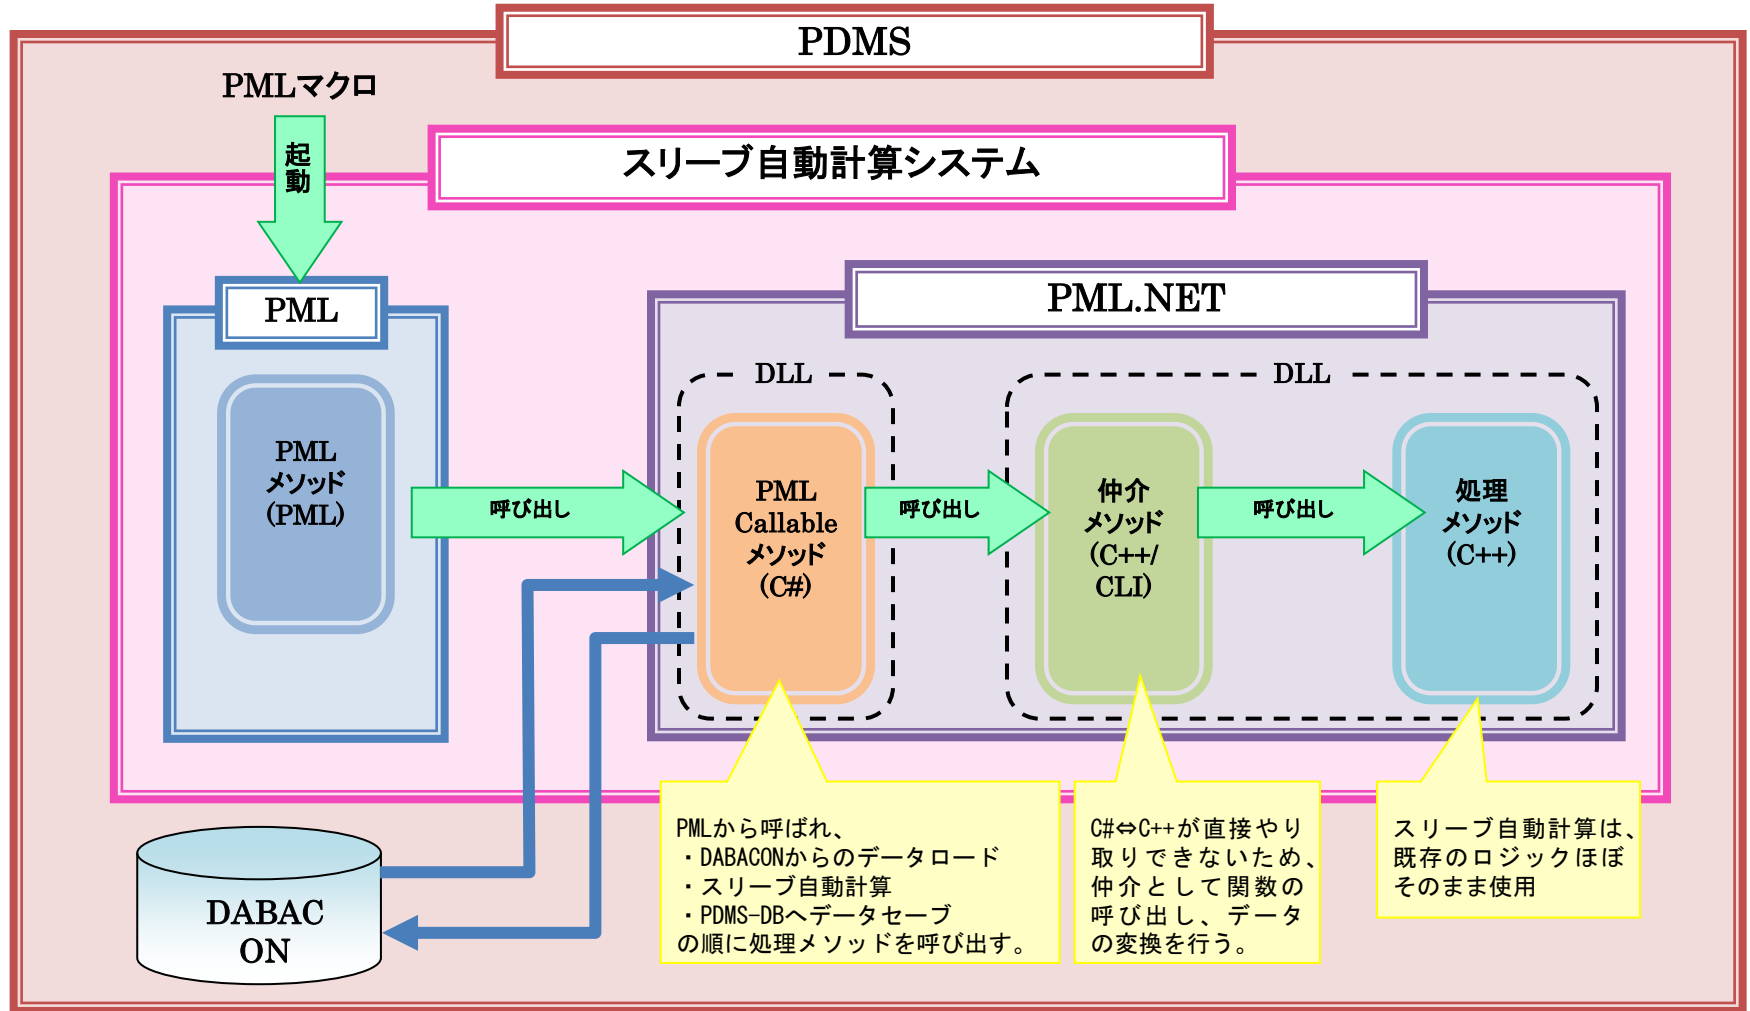 PDMS
PMLマクロ
起
動
スリーブ自動計算システム
PML
PML.NET
DLL
DLL
PML
メソッド
(PML)
呼び出し
PML
Callable
メソッド
(C#)
呼び出し
仲介
メソッド
(C++/
CLI)
呼び出し
処理
メソッド
(C++)
PMLから呼ばれ、
・DABACONからのデータロード
・スリーブ自動計算
・PDMS-DBへデータセーブ
の順に処理メソッドを呼び出す。
C#⇔C++が直接やり
取りできないため、
仲介として関数の
呼び出し、データ
の変換を行う。
スリーブ自動計算は、
既存のロジックほぼ
そのまま使用
DABAC
ON